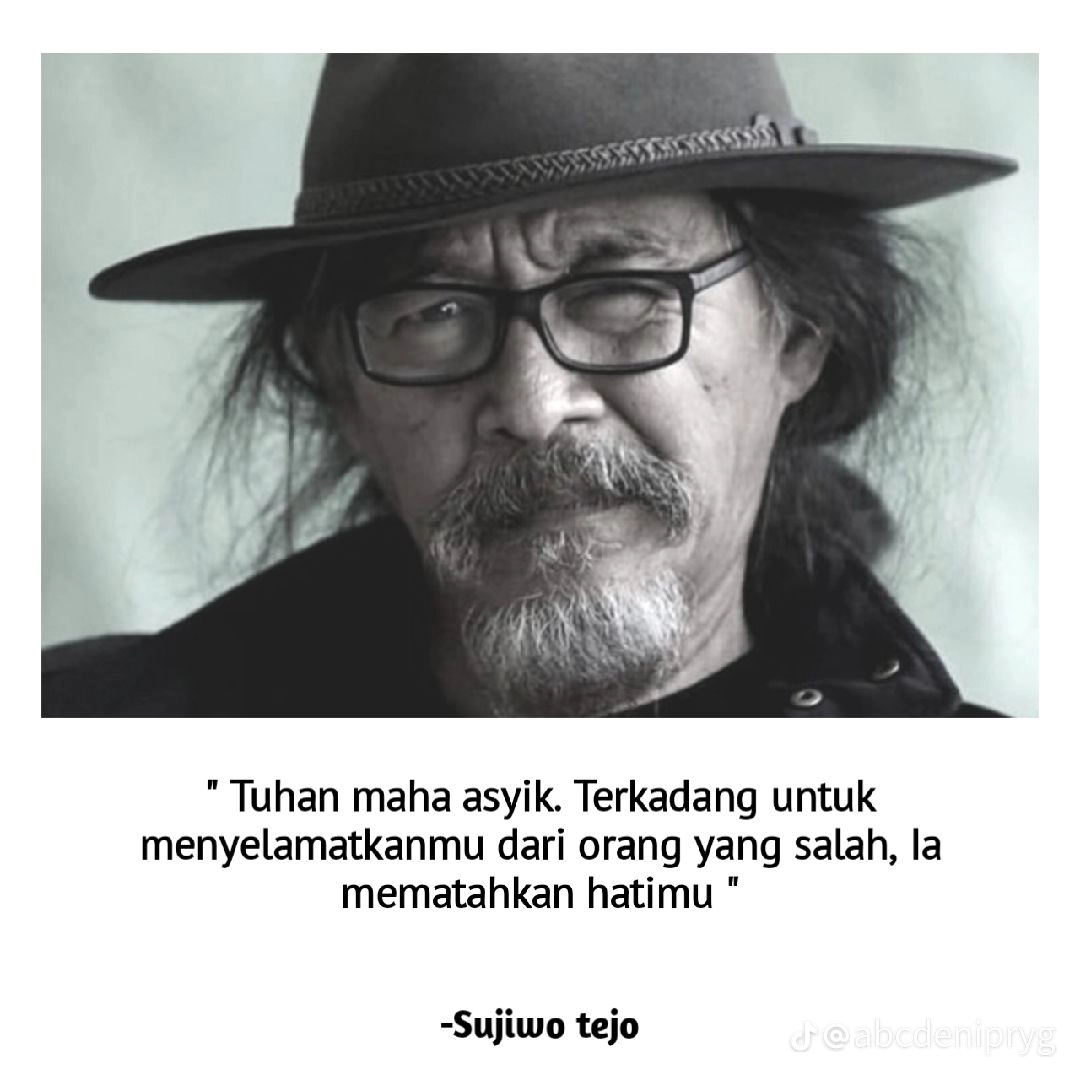 " Tuhan maha asyik. Terkadang untuk
menyelamatkanmu dari orang yang salah, Ia
mematahkan hatimu "
-Sujiwo tejo
@abcdenipryg